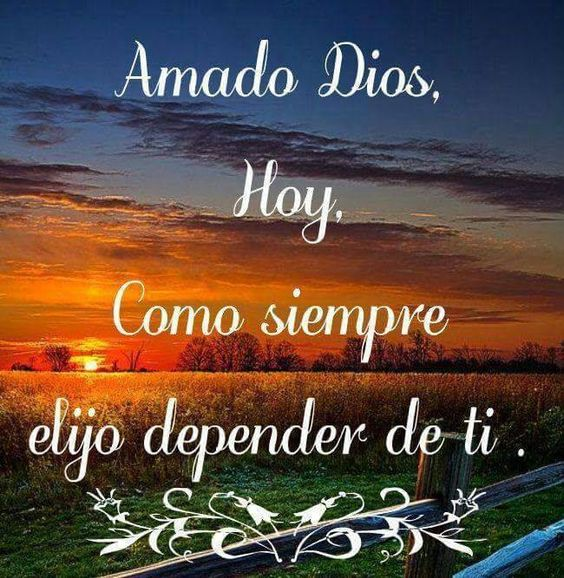 Amado Dios,
Hoy,
Como siempre
elijo depender de ti .